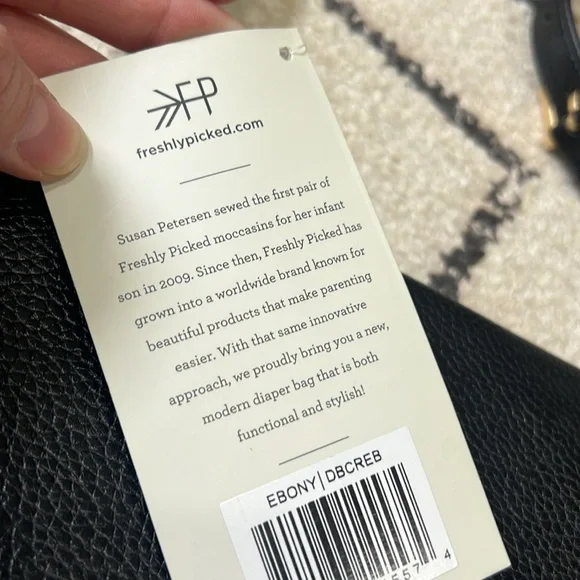 FP
freshlypicked.com
Susan Petersen sewed the first pair of
Freshly Picked moccasins for her infant
son in 2009. Since then, Freshly Picked has
grown into a worldwide brand known for
beautiful products that make parenting
easier. With that same innovative
approach, we proudly bring you a new,
modern diaper bag that is both
functional and stylish!
EBONY | DBCREB